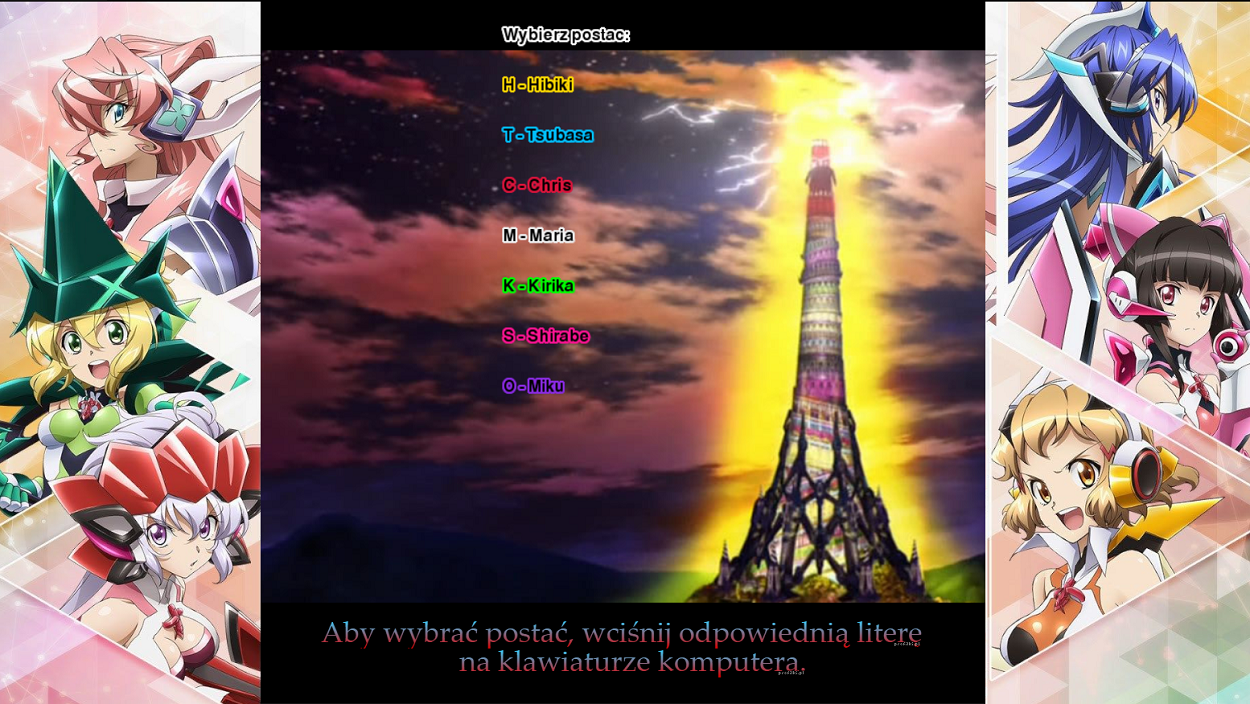 Wybierz postac:
H - Hibiki
T - Tsubasa
C - Chris
M - Maria
K - Kirika
S - Shirabe
O - Miku
Aby wybrać postać, wciśnij odpowiednią literę
na klawiaturze komputera.